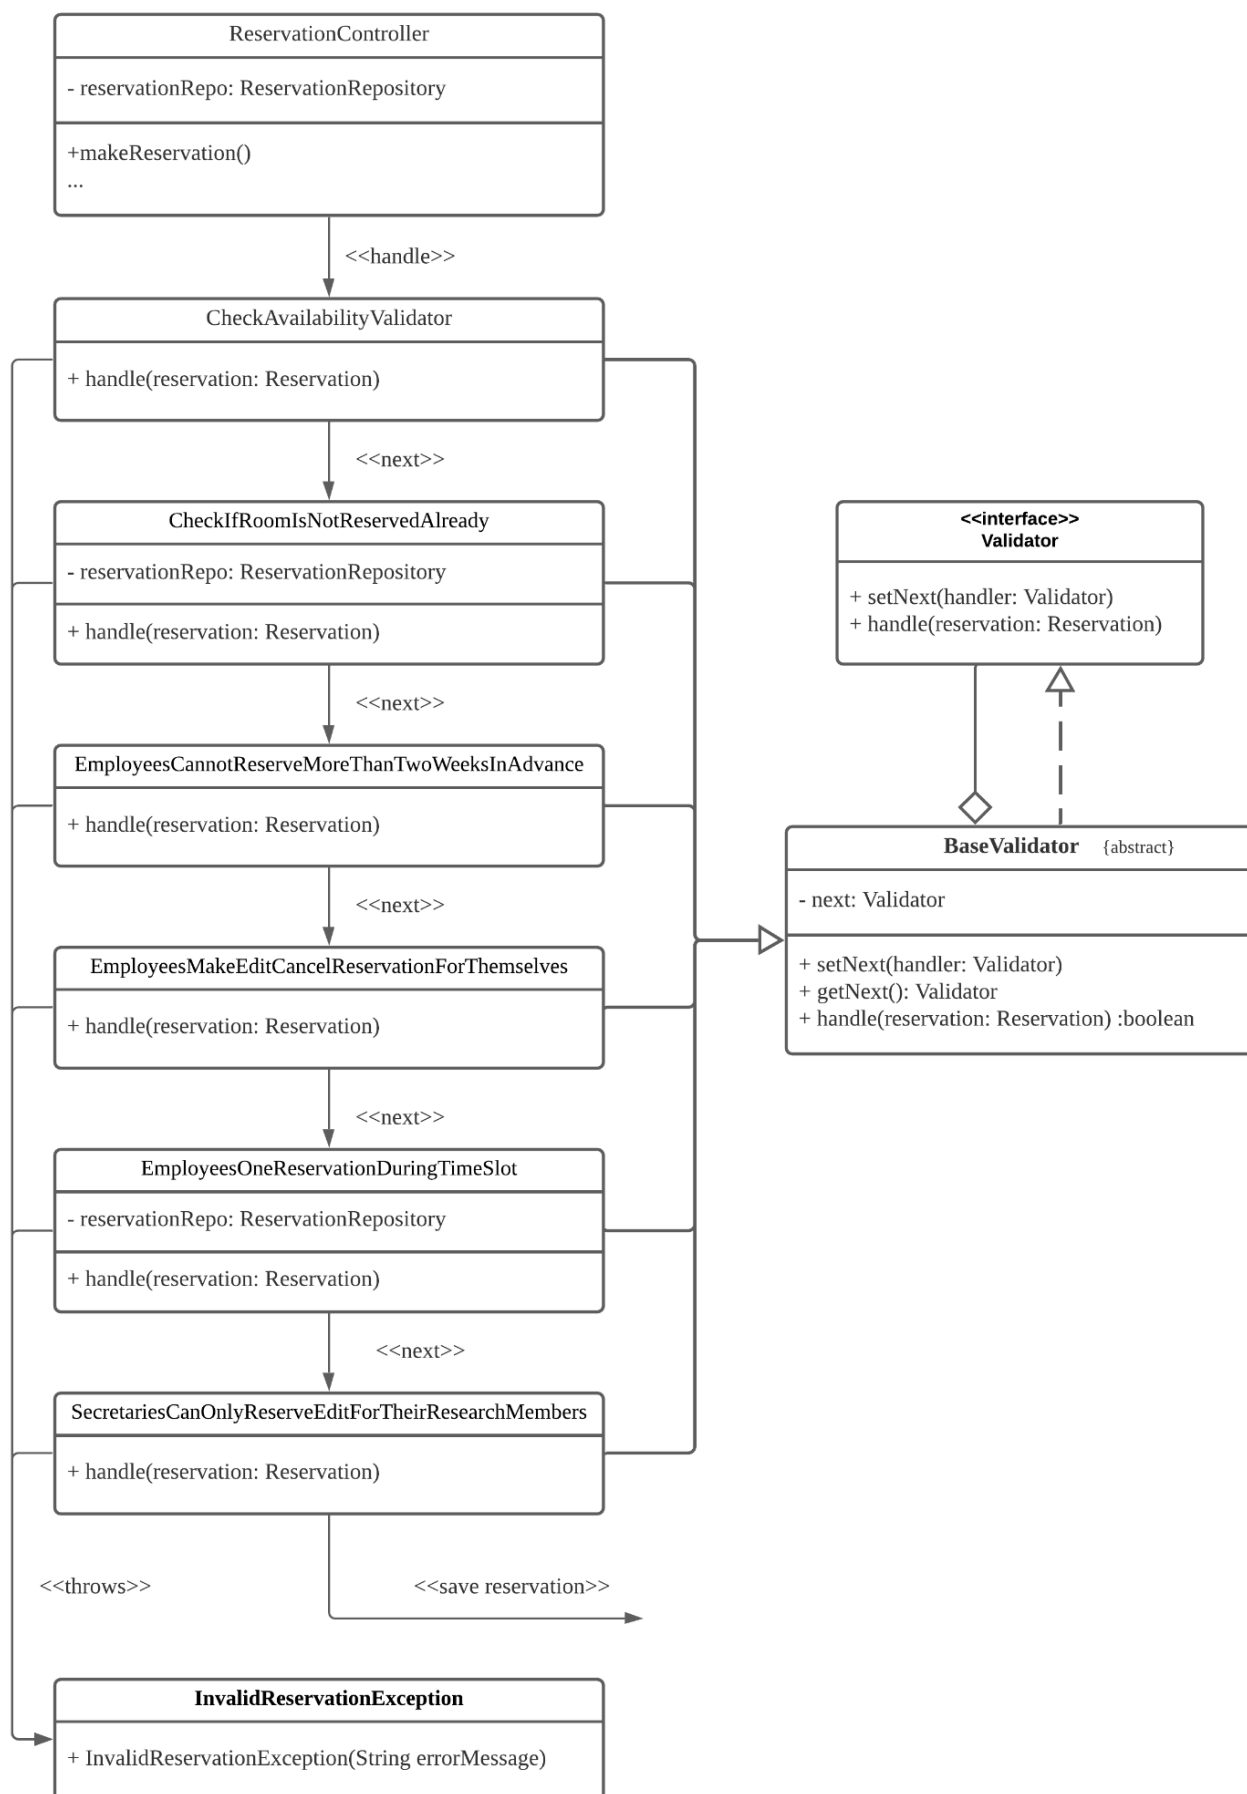 ReservationController
- reservationRepo: ReservationRepository
+makeReservation()
...
<<handle>>
CheckAvailabilityValidator
+ handle(reservation: Reservation)
<<next>>
CheckIfRoomIsNotReservedAlready
- reservationRepo: ReservationRepository
+ handle(reservation: Reservation)
<<next>>
EmployeesCannotReserveMoreThanTwoWeeksInAdvance
+ handle(reservation: Reservation)
<<next>>
EmployeesMakeEditCancelReservationForThemselves
+ handle(reservation: Reservation)
<<next>>
EmployeesOneReservationDuringTimeSlot
- reservationRepo: ReservationRepository
+ handle(reservation: Reservation)
<<next>>
SecretariesCanOnlyReserveEditForTheirResearchMembers
+ handle(reservation: Reservation)
<<throws>>
<<save reservation>>
InvalidReservationException
+ InvalidReservationException(String errorMessage)
<<interface>>
Validator
+ setNext(handler: Validator)
+ handle(reservation: Reservation)
BaseValidator {abstract}
- next: Validator
+ setNext(handler: Validator)
+ getNext(): Validator
+ handle(reservation: Reservation) :boolean